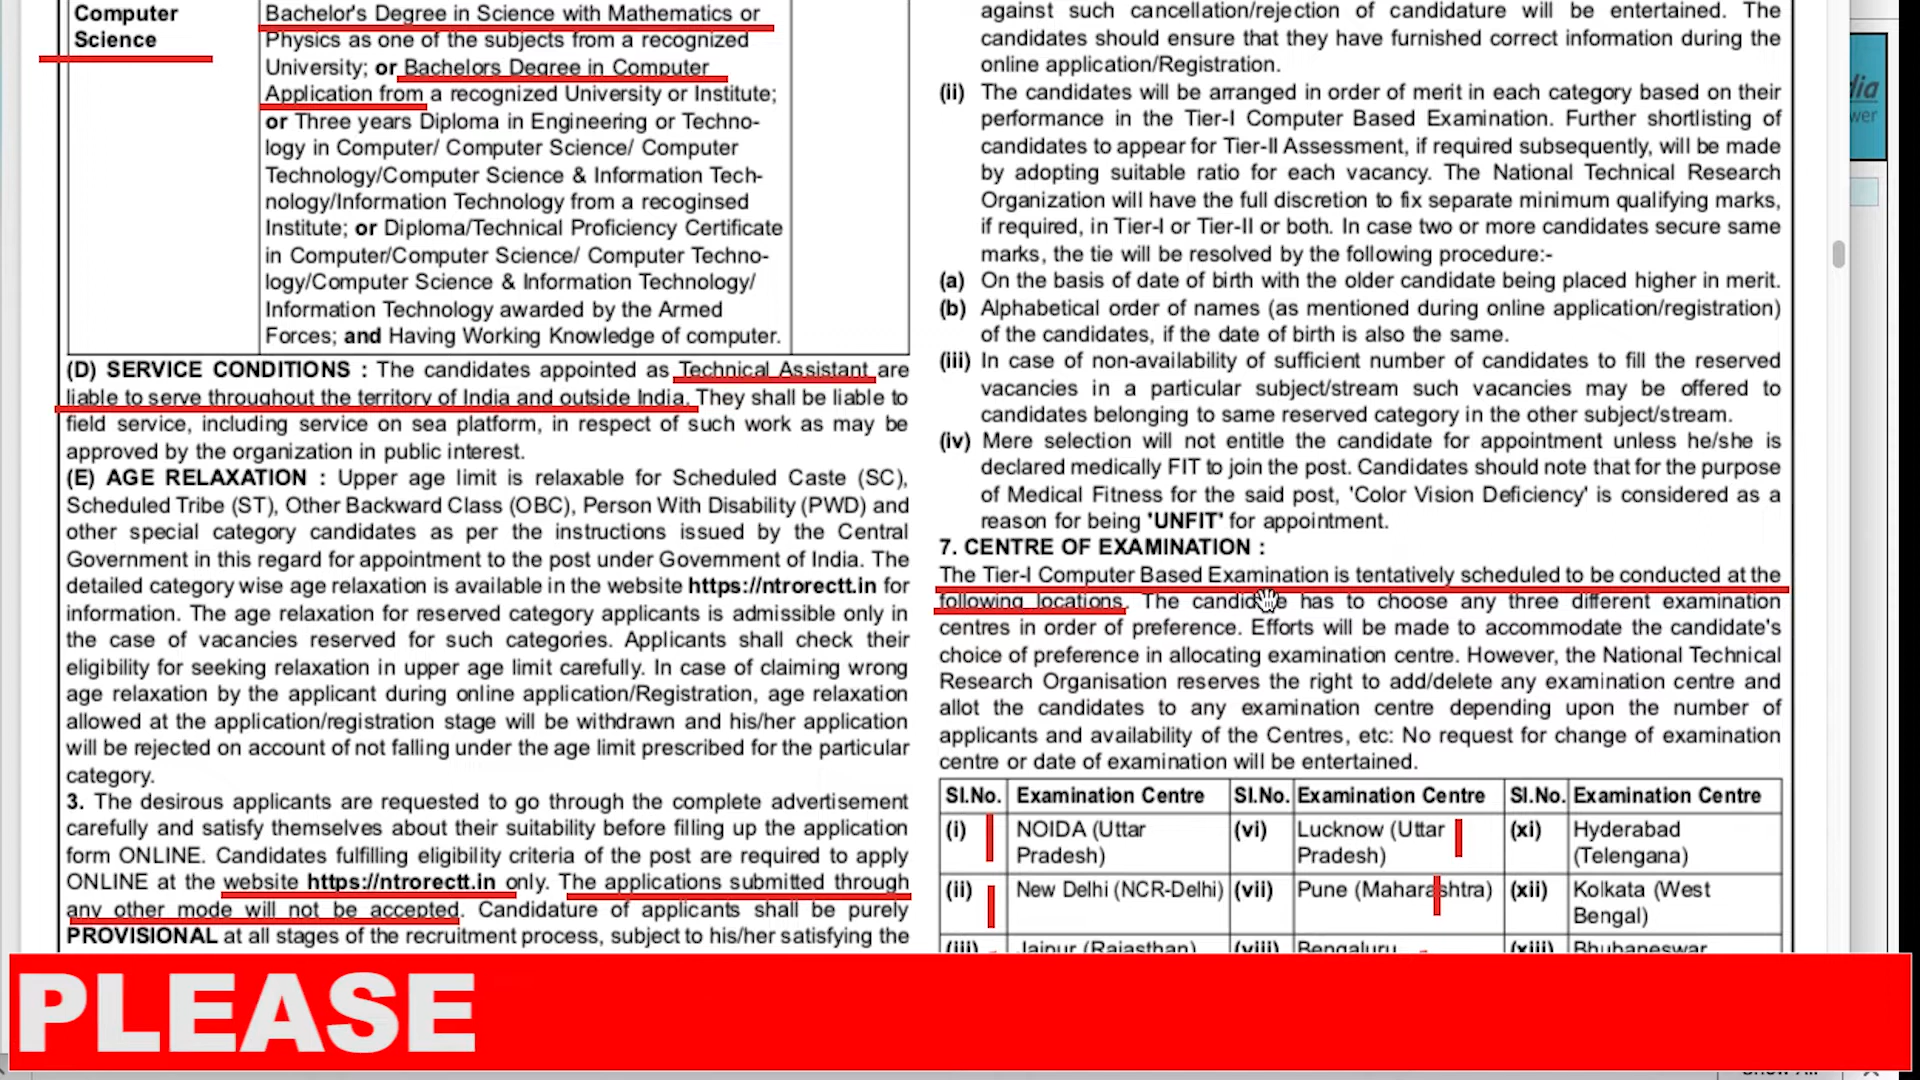 Computer
Science
Bachelor's Degree in Science with Mathematics or
Physics as one of the subjects from a recognized
University; or Bachelors Degree in Computer
Application from a recognized University or Institute;
or Three years Diploma in Engineering or Techno-
logy in Computer/ Computer Science/ Computer
Technology/Computer Science & Information Tech-
nology/Information Technology from a recoginsed
Institute; or Diploma/Technical Proficiency Certificate
in Computer/Computer Science/ Computer Techno-
logy/Computer Science & Information Technology/
Information Technology awarded by the Armed
Forces; and Having Working Knowledge of computer.
(D) SERVICE CONDITIONS : The candidates appointed as Technical Assistant are
liable to serve throughout the territory of India and outside India. They shall be liable to
field service, including service on sea platform, in respect of such work as may be
approved by the organization in public interest.
(E) AGE RELAXATION : Upper age limit is relaxable for Scheduled Caste (SC),
Scheduled Tribe (ST), Other Backward Class (OBC), Person With Disability (PWD) and
other special category candidates as per the instructions issued by the Central
Government in this regard for appointment to the post under Government of India. The
detailed category wise age relaxation is available in the website https://ntrorectt.in for
information. The age relaxation for reserved category applicants is admissible only in
the case of vacancies reserved for such categories. Applicants shall check their
eligibility for seeking relaxation in upper age limit carefully. In case of claiming wrong
age relaxation by the applicant during online application/Registration, age relaxation
allowed at the application/registration stage will be withdrawn and his/her application
will be rejected on account of not falling under the age limit prescribed for the particular
category.
3. The desirous applicants are requested to go through the complete advertisement
carefully and satisfy themselves about their suitability before filling up the application
form ONLINE. Candidates fulfilling eligibility criteria of the post are required to apply
ONLINE at the website https://ntrorectt.in only. The applications submitted through
any other mode will not be accepted. Candidature of applicants shall be purely
PROVISIONAL at all stages of the recruitment process, subject to his/her satisfying the
against such cancellation/rejection of candidature will be entertained. The
candidates should ensure that they have furnished correct information during the
online application/Registration.
(ii) The candidates will be arranged in order of merit in each category based on their
performance in the Tier-I Computer Based Examination. Further shortlisting of
candidates to appear for Tier-II Assessment, if required subsequently, will be made
by adopting suitable ratio for each vacancy. The National Technical Research
Organization will have the full discretion to fix separate minimum qualifying marks,
if required, in Tier-I or Tier-II or both. In case two or more candidates secure same
marks, the tie will be resolved by the following procedure:-
(a) On the basis of date of birth with the older candidate being placed higher in merit.
(b) Alphabetical order of names (as mentioned during online application/registration)
of the candidates, if the date of birth is also the same.
(iii) In case of non-availability of sufficient number of candidates to fill the reserved
vacancies in a particular subject/stream such vacancies may be offered to
candidates belonging to same reserved category in the other subject/stream.
(iv) Mere selection will not entitle the candidate for appointment unless he/she is
declared medically FIT to join the post. Candidates should note that for the purpose
of Medical Fitness for the said post, 'Color Vision Deficiency' is considered as a
reason for being 'UNFIT' for appointment.
7. CENTRE OF EXAMINATION :
The Tier-I Computer Based Examination is tentatively scheduled to be conducted at the
following locations. The candidate has to choose any three different examination
centres in order of preference. Efforts will be made to accommodate the candidate's
choice of preference in allocating examination centre. However, the National Technical
Research Organisation reserves the right to add/delete any examination centre and
allot the candidates to any examination centre depending upon the number of
applicants and availability of the Centres, etc: No request for change of examination
centre or date of examination will be entertained.
Sl.No. Examination Centre Sl.No. Examination Centre Sl.No. Examination Centre
(i) NOIDA (Uttar Pradesh) (vi) Lucknow (Uttar Pradesh) (xi) Hyderabad (Telengana)
(ii) New Delhi (NCR-Delhi) (vii) Pune (Maharashtra) (xii) Kolkata (West Bengal)
(iii) Jaipur (Rajasthan) (viii) Bengaluru (xiii) Bhubaneswar
PLEASE